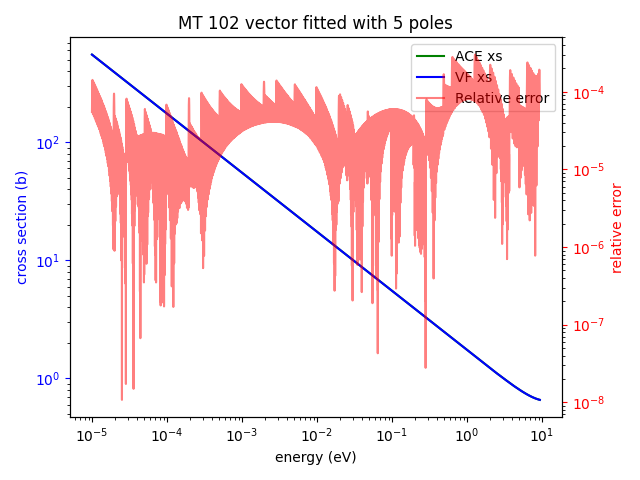 MT 102 vector fitted with 5 poles
ACE xs
VF xs
Relative error
cross section (b)
10^2
10^1
10^0
relative error
10^-4
10^-5
10^-6
10^-7
10^-8
10^-5
10^-4
10^-3
10^-2
10^-1
10^0
10^1
energy (eV)